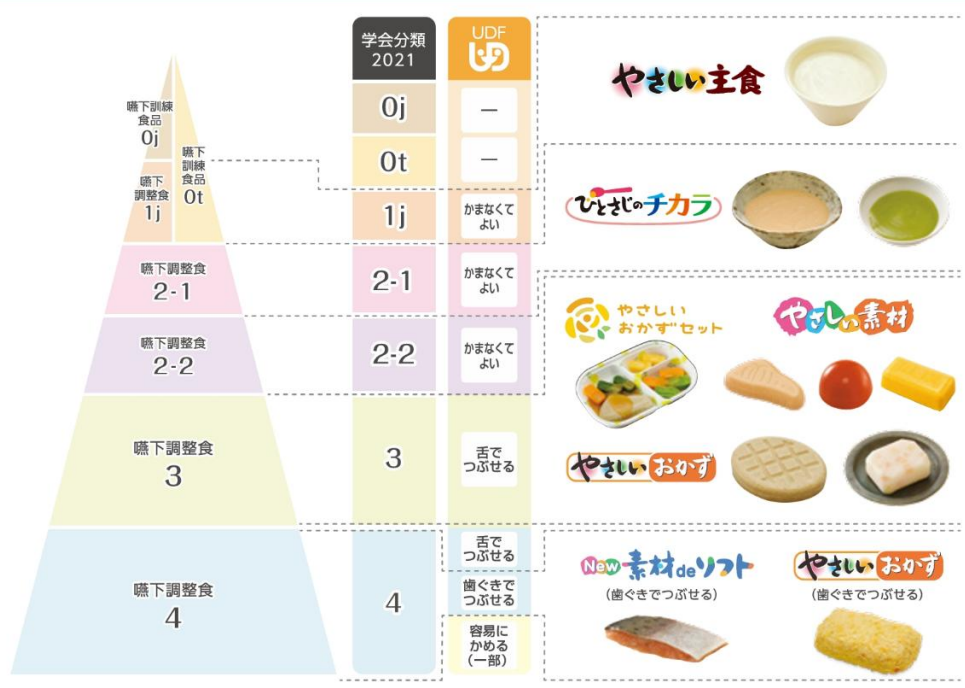 嚥下訓練
食品
0j
嚥下
訓練
食品
0t
嚥下
調整食
1j
嚥下調整食
2-1
嚥下調整食
2-2
嚥下調整食
3
嚥下調整食
4
学会分類
2021
UDF
0j
—
0t
—
1j
かまなくて
よい
2-1
かまなくて
よい
2-2
かまなくて
よい
3
舌で
つぶせる
4
舌で
つぶせる
歯ぐきで
つぶせる
容易に
かめる
(一部)
やさしい主食
ひとさじのチカラ
やさしい
おかずセット
やさしい素材
やさしいおかず
New 素材deソフト
(歯ぐきでつぶせる)
やさしいおかず
(歯ぐきでつぶせる)